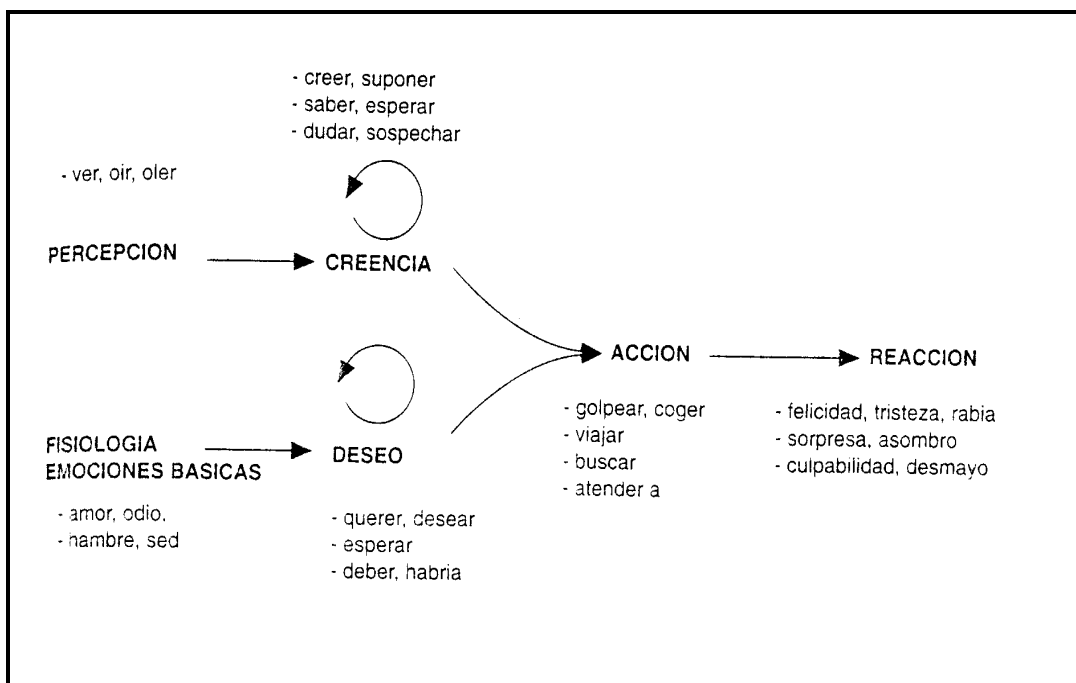 - creer, suponer
- saber, esperar
- dudar, sospechar
- ver, oir, oler
PERCEPCION
CREENCIA
ACCION
REACCION
- golpear, coger
- viajar
- buscar
- atender a
- felicidad, tristeza, rabia
- sorpresa, asombro
- culpabilidad, desmayo
FISIOLOGIA
EMOCIONES BASICAS
DESEO
- amor, odio,
- hambre, sed
- querer, desear
- esperar
- deber, habria